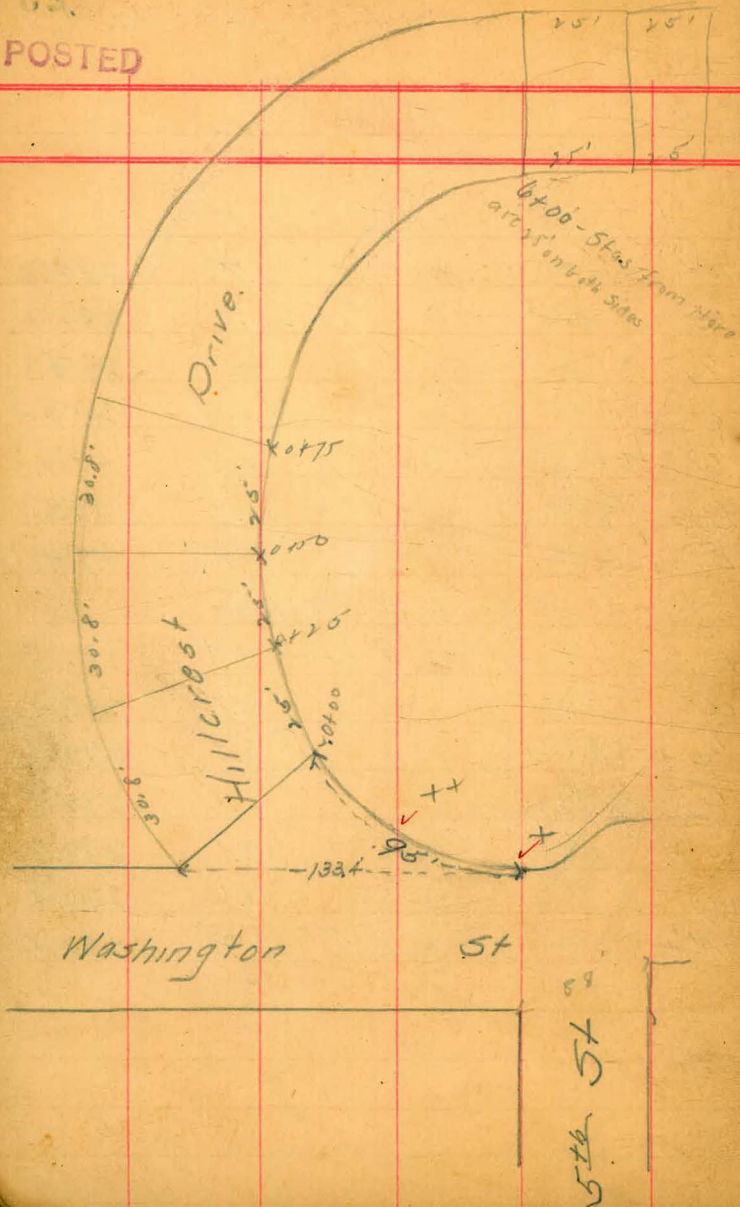 POSTED
25'
25'
25'
25
6+00'-Stas from Here
are 25' on both Sides
Drive.
0+75
30.8'
25'
0+50
25'
30.8'
+25
Hillcrest
25'
0+00
30.8'
++
95'
+
133.4
Washington St
88'
5th St